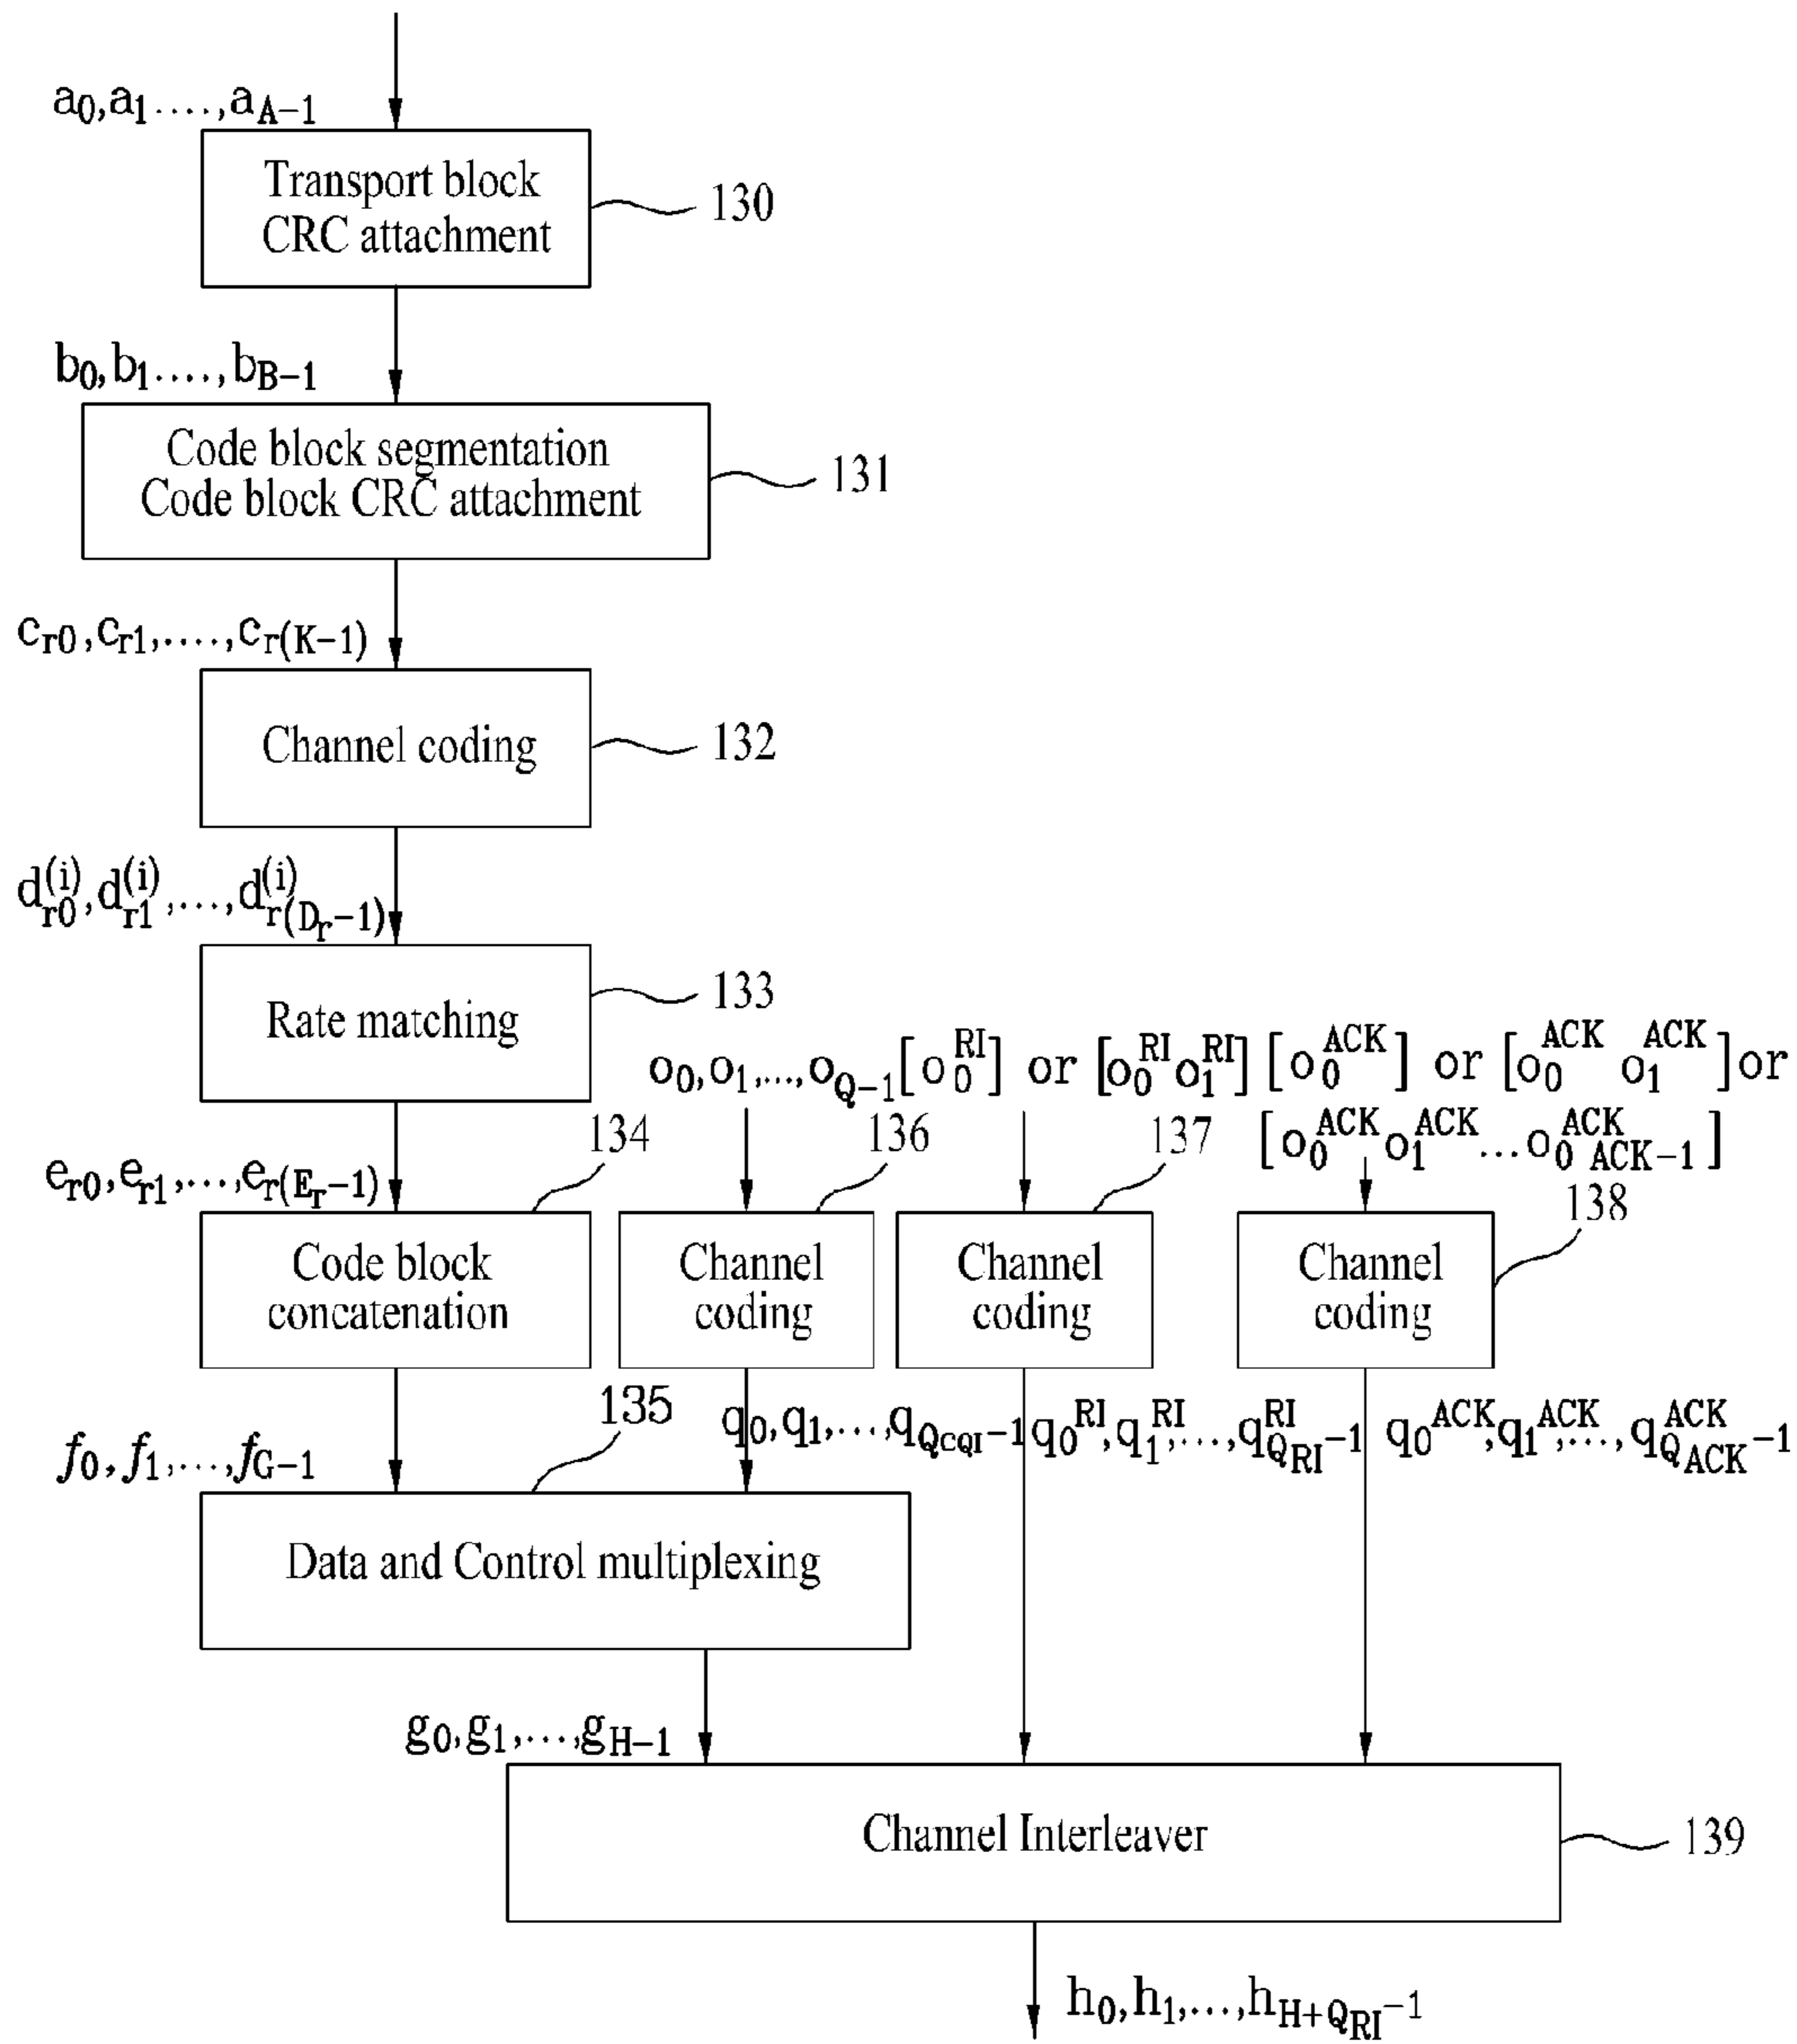 a0,a1....,aA-1
Transport block
CRC attachment
130
b0,b1....,bB-1
Code block segmentation
Code block CRC attachment
131
cr0,cr1,....,cr(K-1)
Channel coding
132
d(i)r0,d(i)r1,...,d(i)r(Dr-1)
Rate matching
133
o0,o1,...,oQ-1[o0RI] or [o0RIo1RI] [o0ACK] or [o0ACK o1ACK]or
[o0ACKo1ACK...o0ACK ACK-1]
134
136
137
138
er0,er1,...,er(Er-1)
Code block
concatenation
Channel
coding
Channel
coding
Channel
coding
135
f0,f1,...,fG-1
q0,q1,...,qQCQI-1
q0RI,q1RI,...,qRIQRI-1
q0ACK,q1ACK,...,qACKQACK-1
Data and Control multiplexing
g0,g1,...,gH-1
Channel Interleaver
139
h0,h1,...,hH+QRI-1